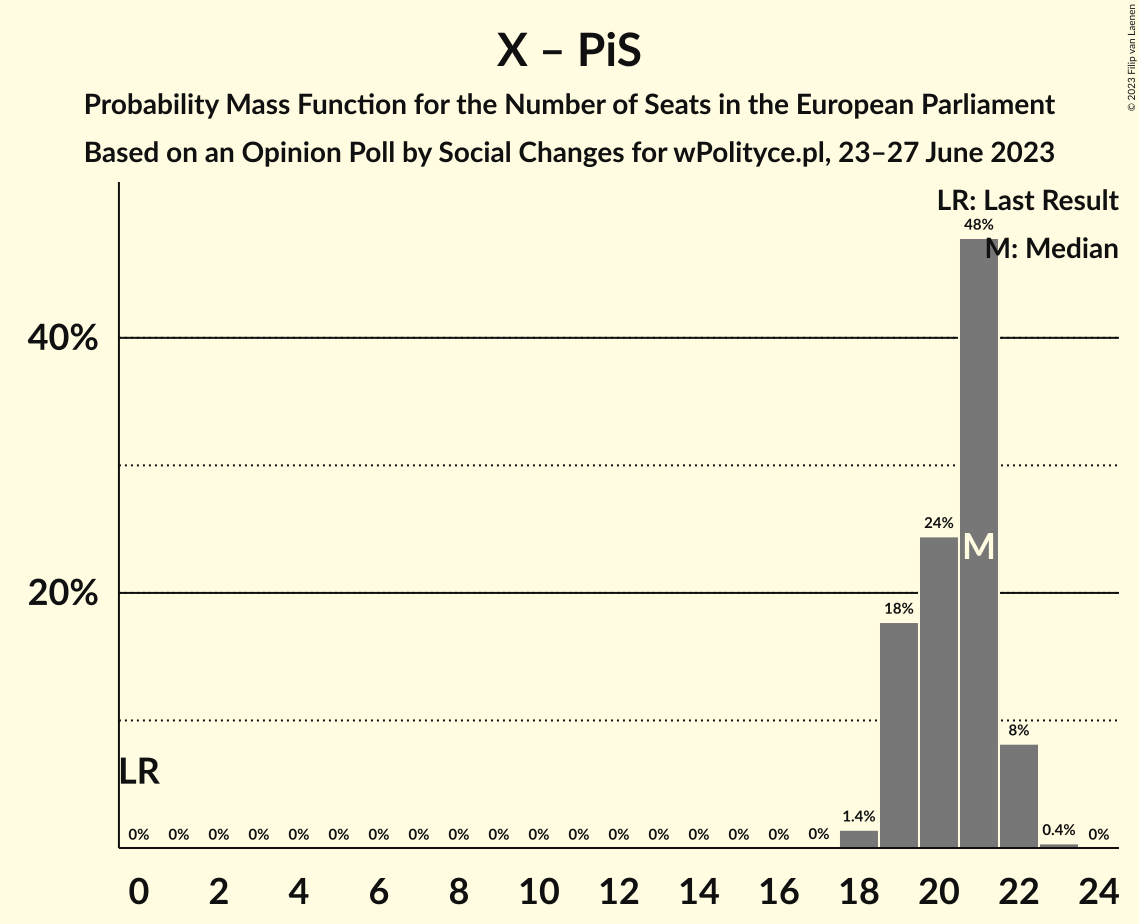 X – PiS
Probability Mass Function for the Number of Seats in the European Parliament
Based on an Opinion Poll by Social Changes for wPolityce.pl, 23–27 June 2023
© 2023 Filip van Laenen
LR: Last Result
M: Median
48%
40%
24%
M
20%
18%
8%
LR
1.4%
0.4%
0% 0% 0% 0% 0% 0% 0% 0% 0% 0% 0% 0% 0% 0% 0% 0% 0% 0% 0%
0 2 4 6 8 10 12 14 16 18 20 22 24